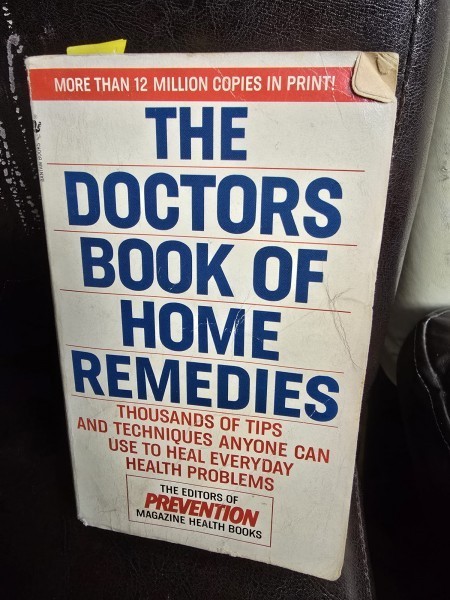 MORE THAN 12 MILLION COPIES IN PRINT!
THE
DOCTORS
BOOK OF
HOME
REMEDIES
THOUSANDS OF TIPS
AND TECHNIQUES ANYONE CAN
USE TO HEAL EVERYDAY
HEALTH PROBLEMS
THE EDITORS OF
PREVENTION
MAGAZINE HEALTH BOOKS